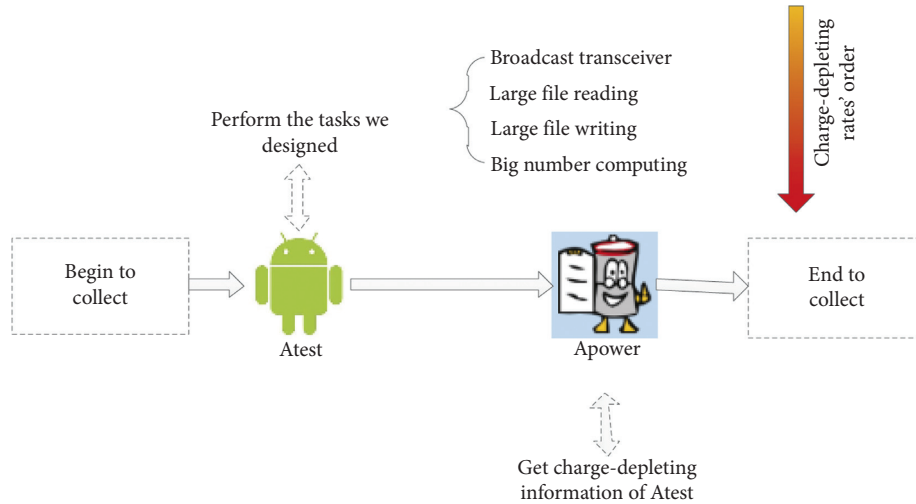 Broadcast transceiver
Large file reading
Large file writing
Big number computing
Perform the tasks we
designed
Charge-depleting
rates' order
Begin to
collect
Atest
Apower
End to
collect
Get charge-depleting
information of Atest